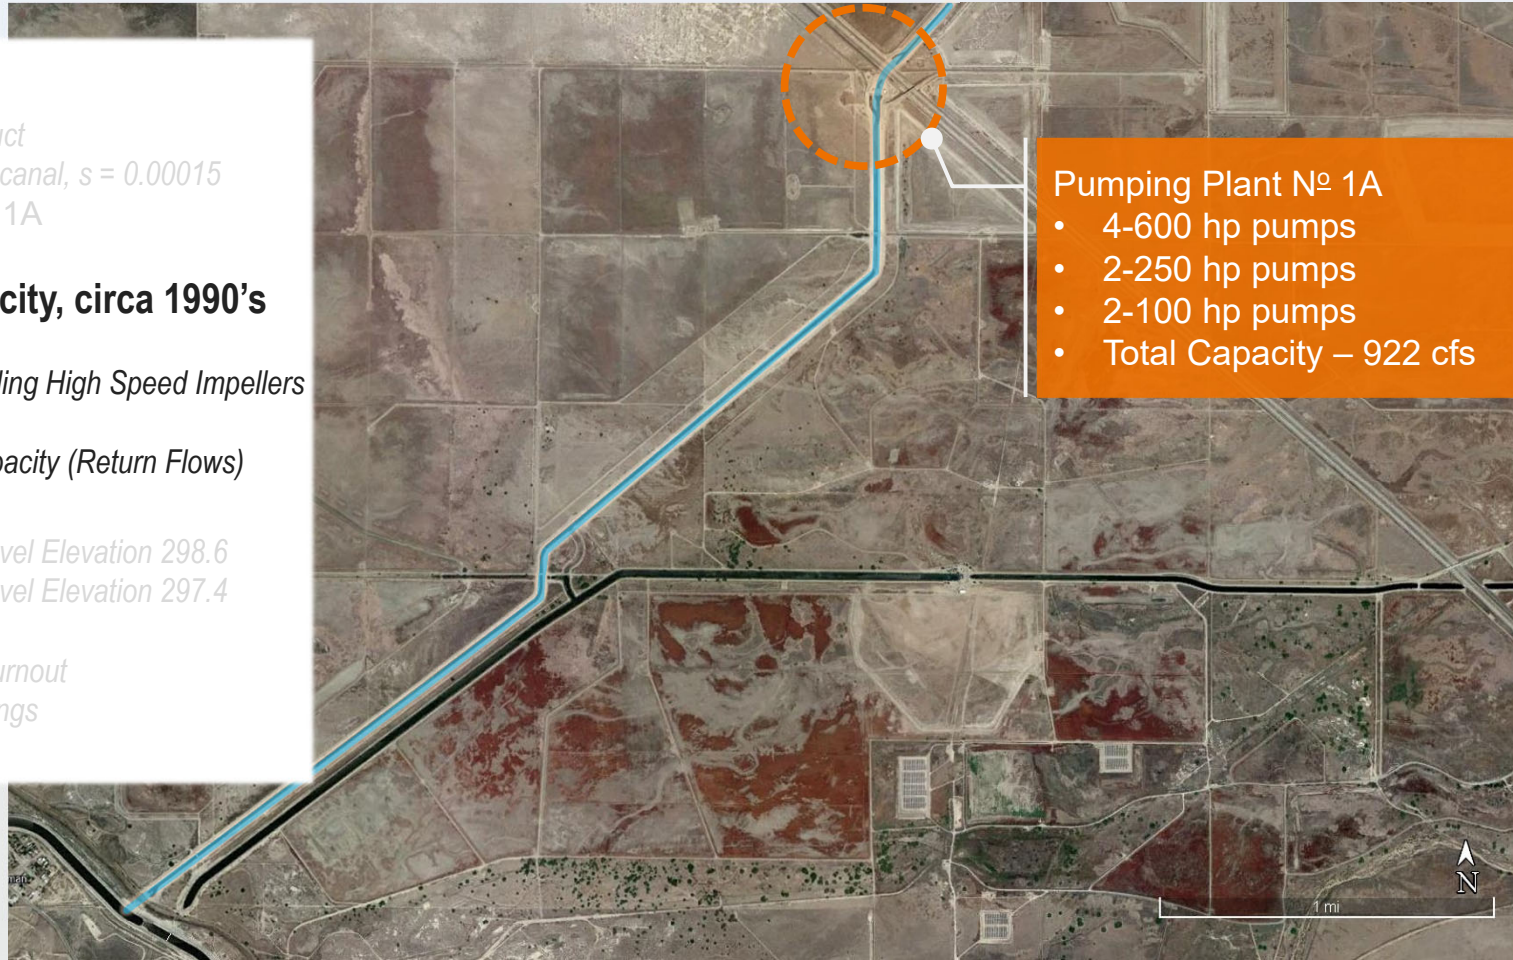 uct
canal, s = 0.00015
1A
city, circa 1990's
ling High Speed Impellers
pacity (Return Flows)
vel Elevation 298.6
vel Elevation 297.4
urnout
ngs
Pumping Plant Nº 1A
• 4-600 hp pumps
• 2-250 hp pumps
• 2-100 hp pumps
• Total Capacity – 922 cfs
N
1 mi